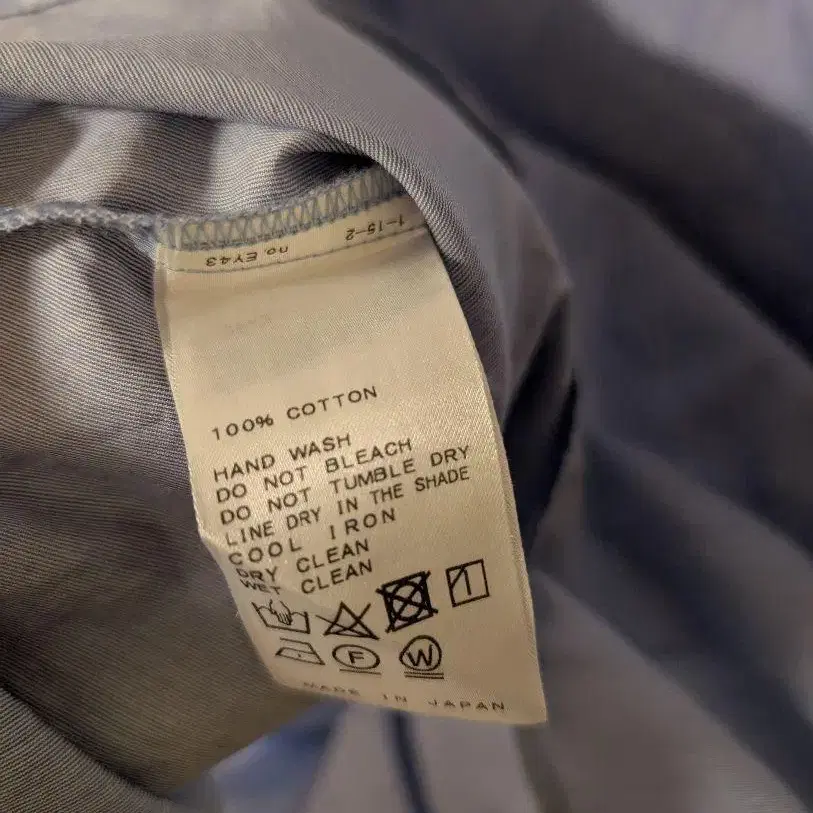 no.EY43 1-15-2
100% COTTON
HAND WASH
DO NOT BLEACH
DO NOT TUMBLE DRY
LINE DRY IN THE SHADE
COOL IRON
DRY CLEAN
WET CLEAN
F W
MADE IN JAPAN